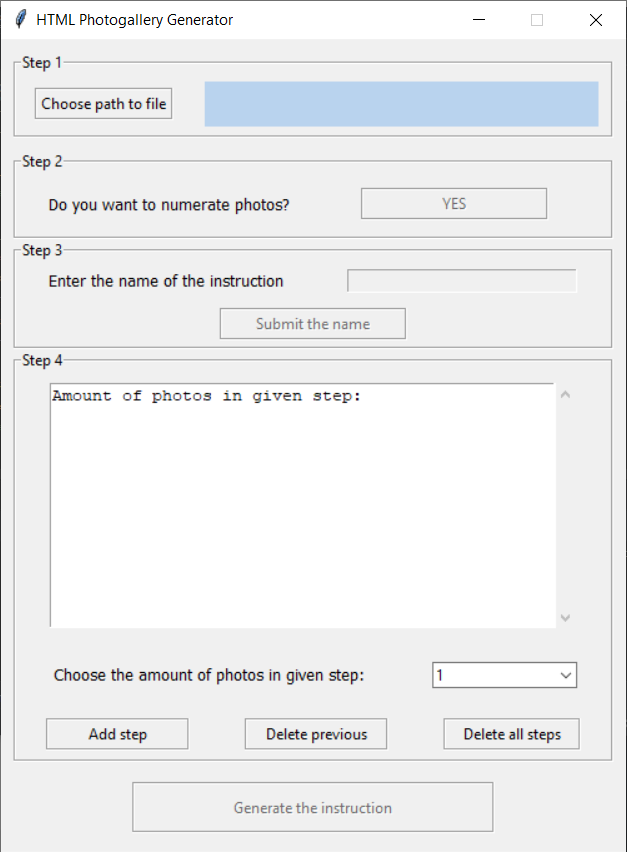 HTML Photogallery Generator
Step 1
Choose path to file
Step 2
Do you want to numerate photos?
YES
Step 3
Enter the name of the instruction
Submit the name
Step 4
Amount of photos in given step:
Choose the amount of photos in given step:
1
Add step
Delete previous
Delete all steps
Generate the instruction